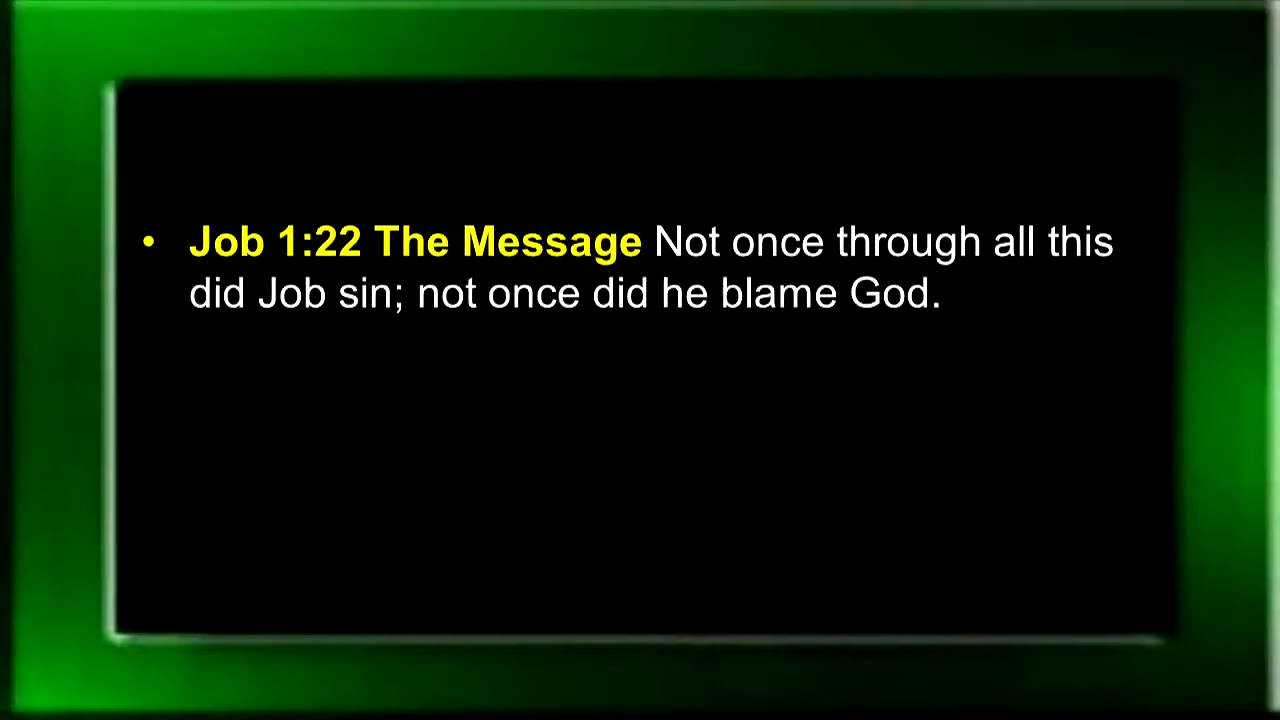 • Job 1:22 The Message Not once through all this
did Job sin; not once did he blame God.